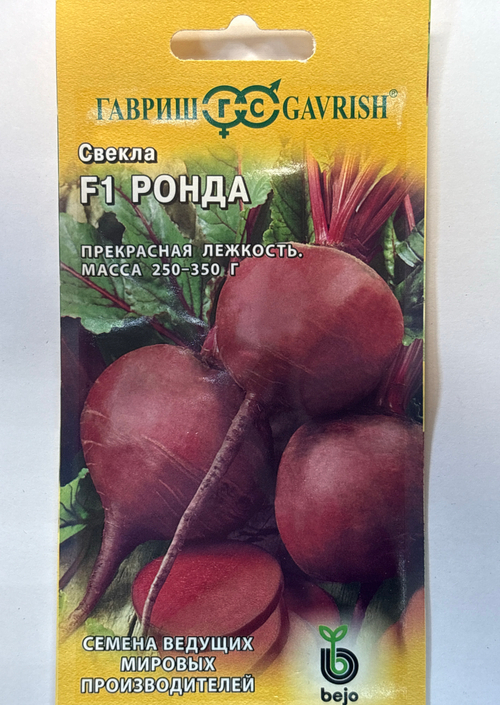 ГАВРИШ ГС GAVRISH®
Свекла
F1 РОНДА
ПРЕКРАСНАЯ ЛЕЖКОСТЬ.
МАССА 250-350 Г
СЕМЕНА ВЕДУЩИХ
МИРОВЫХ
ПРОИЗВОДИТЕЛЕЙ
bejo